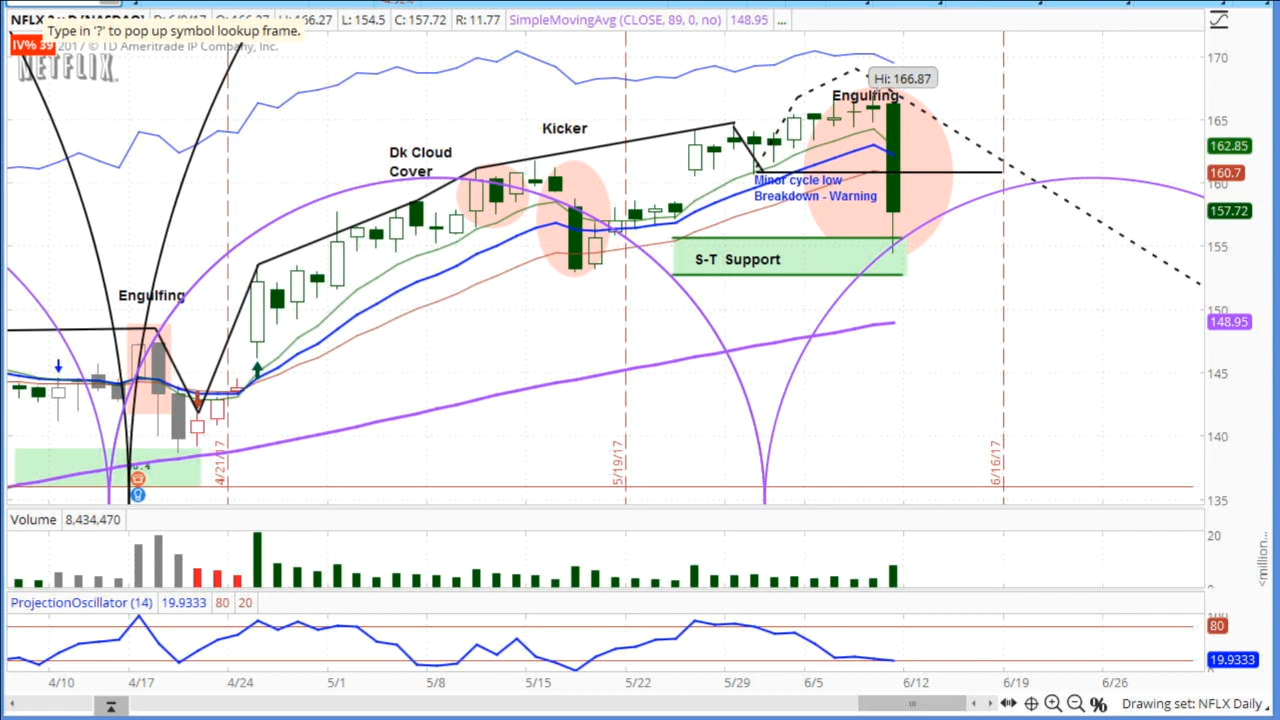 L: 154.5 C: 157.72 R: 11.77 SimpleMovingAvg (CLOSE, 89, 0, no) 148.95 ...
Type in '?' to pop up symbol lookup frame.
IV% 39 2017 © TD Ameritrade IP Company, Inc.
NETFLIX
Hi: 166.87
Engulfing
Kicker
Dk Cloud
Cover
Minor cycle low
Breakdown - Warning
S-T Support
Engulfing
170
165
162.85
160.7
160
157.72
155
150
148.95
145
140
135
4/21/17
5/19/17
6/16/17
Volume 8,434,470
20
<million...
ProjectionOscillator (14) 19.9333 80 20
80
19.9333
4/10 4/17 4/24 5/1 5/8 5/15 5/22 5/29 6/5 6/12 6/19 6/26
% Drawing set: NFLX Daily